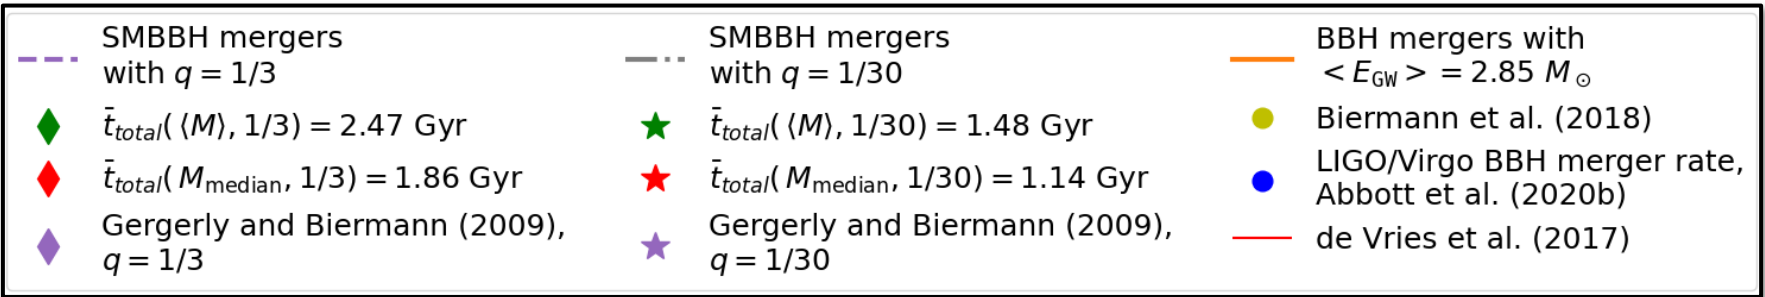 SMBBH mergers
with q = 1/3
t̄total(⟨M⟩, 1/3) = 2.47 Gyr
t̄total(Mmedian, 1/3) = 1.86 Gyr
Gergerly and Biermann (2009),
q = 1/3
SMBBH mergers
with q = 1/30
t̄total(⟨M⟩, 1/30) = 1.48 Gyr
t̄total(Mmedian, 1/30) = 1.14 Gyr
Gergerly and Biermann (2009),
q = 1/30
BBH mergers with
< EGW > = 2.85 M⊙
Biermann et al. (2018)
LIGO/Virgo BBH merger rate,
Abbott et al. (2020b)
de Vries et al. (2017)